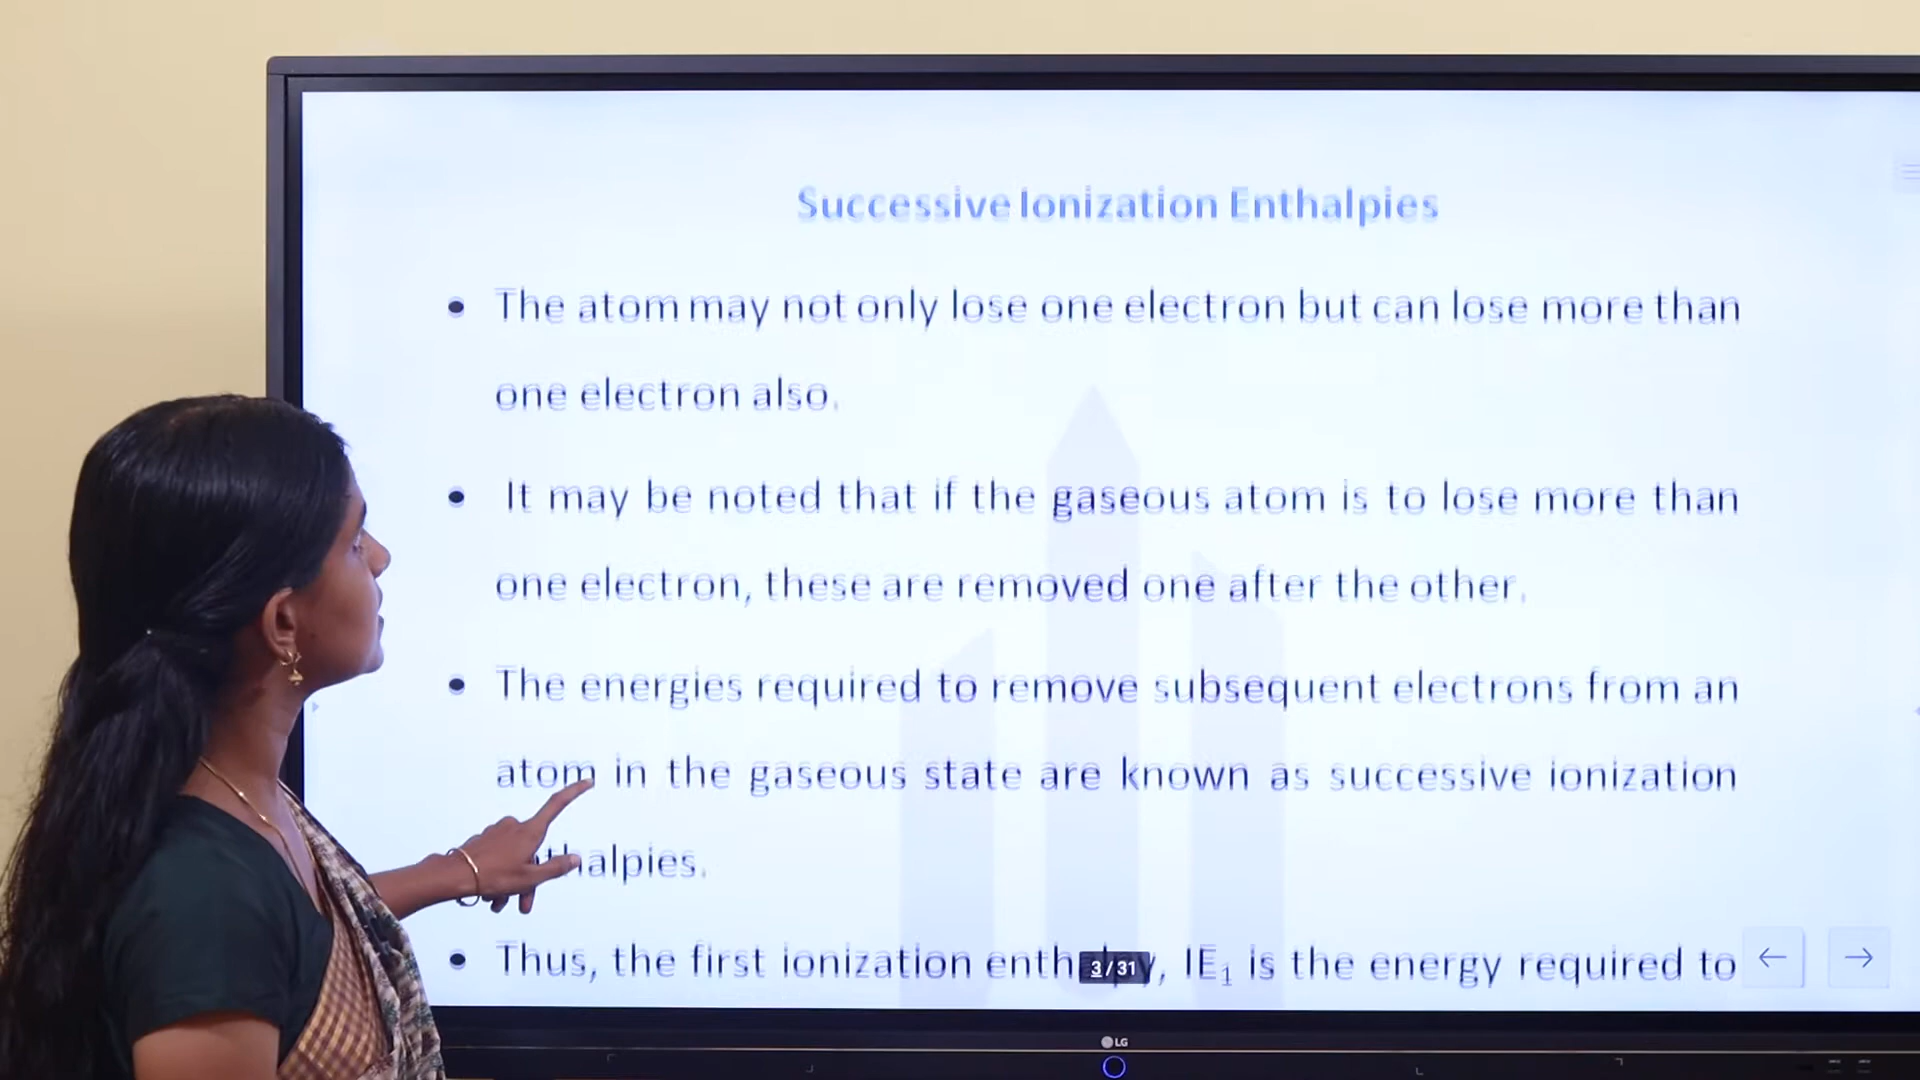 Successive Ionization Enthalpies
• The atom may not only lose one electron but can lose more than
one electron also.
• It may be noted that if the gaseous atom is to lose more than
one electron, these are removed one after the other.
• The energies required to remove subsequent electrons from an
atom in the gaseous state are known as successive ionization
enthalpies.
• Thus, the first ionization enthalpy, IE₁ is the energy required to
3/31
LG